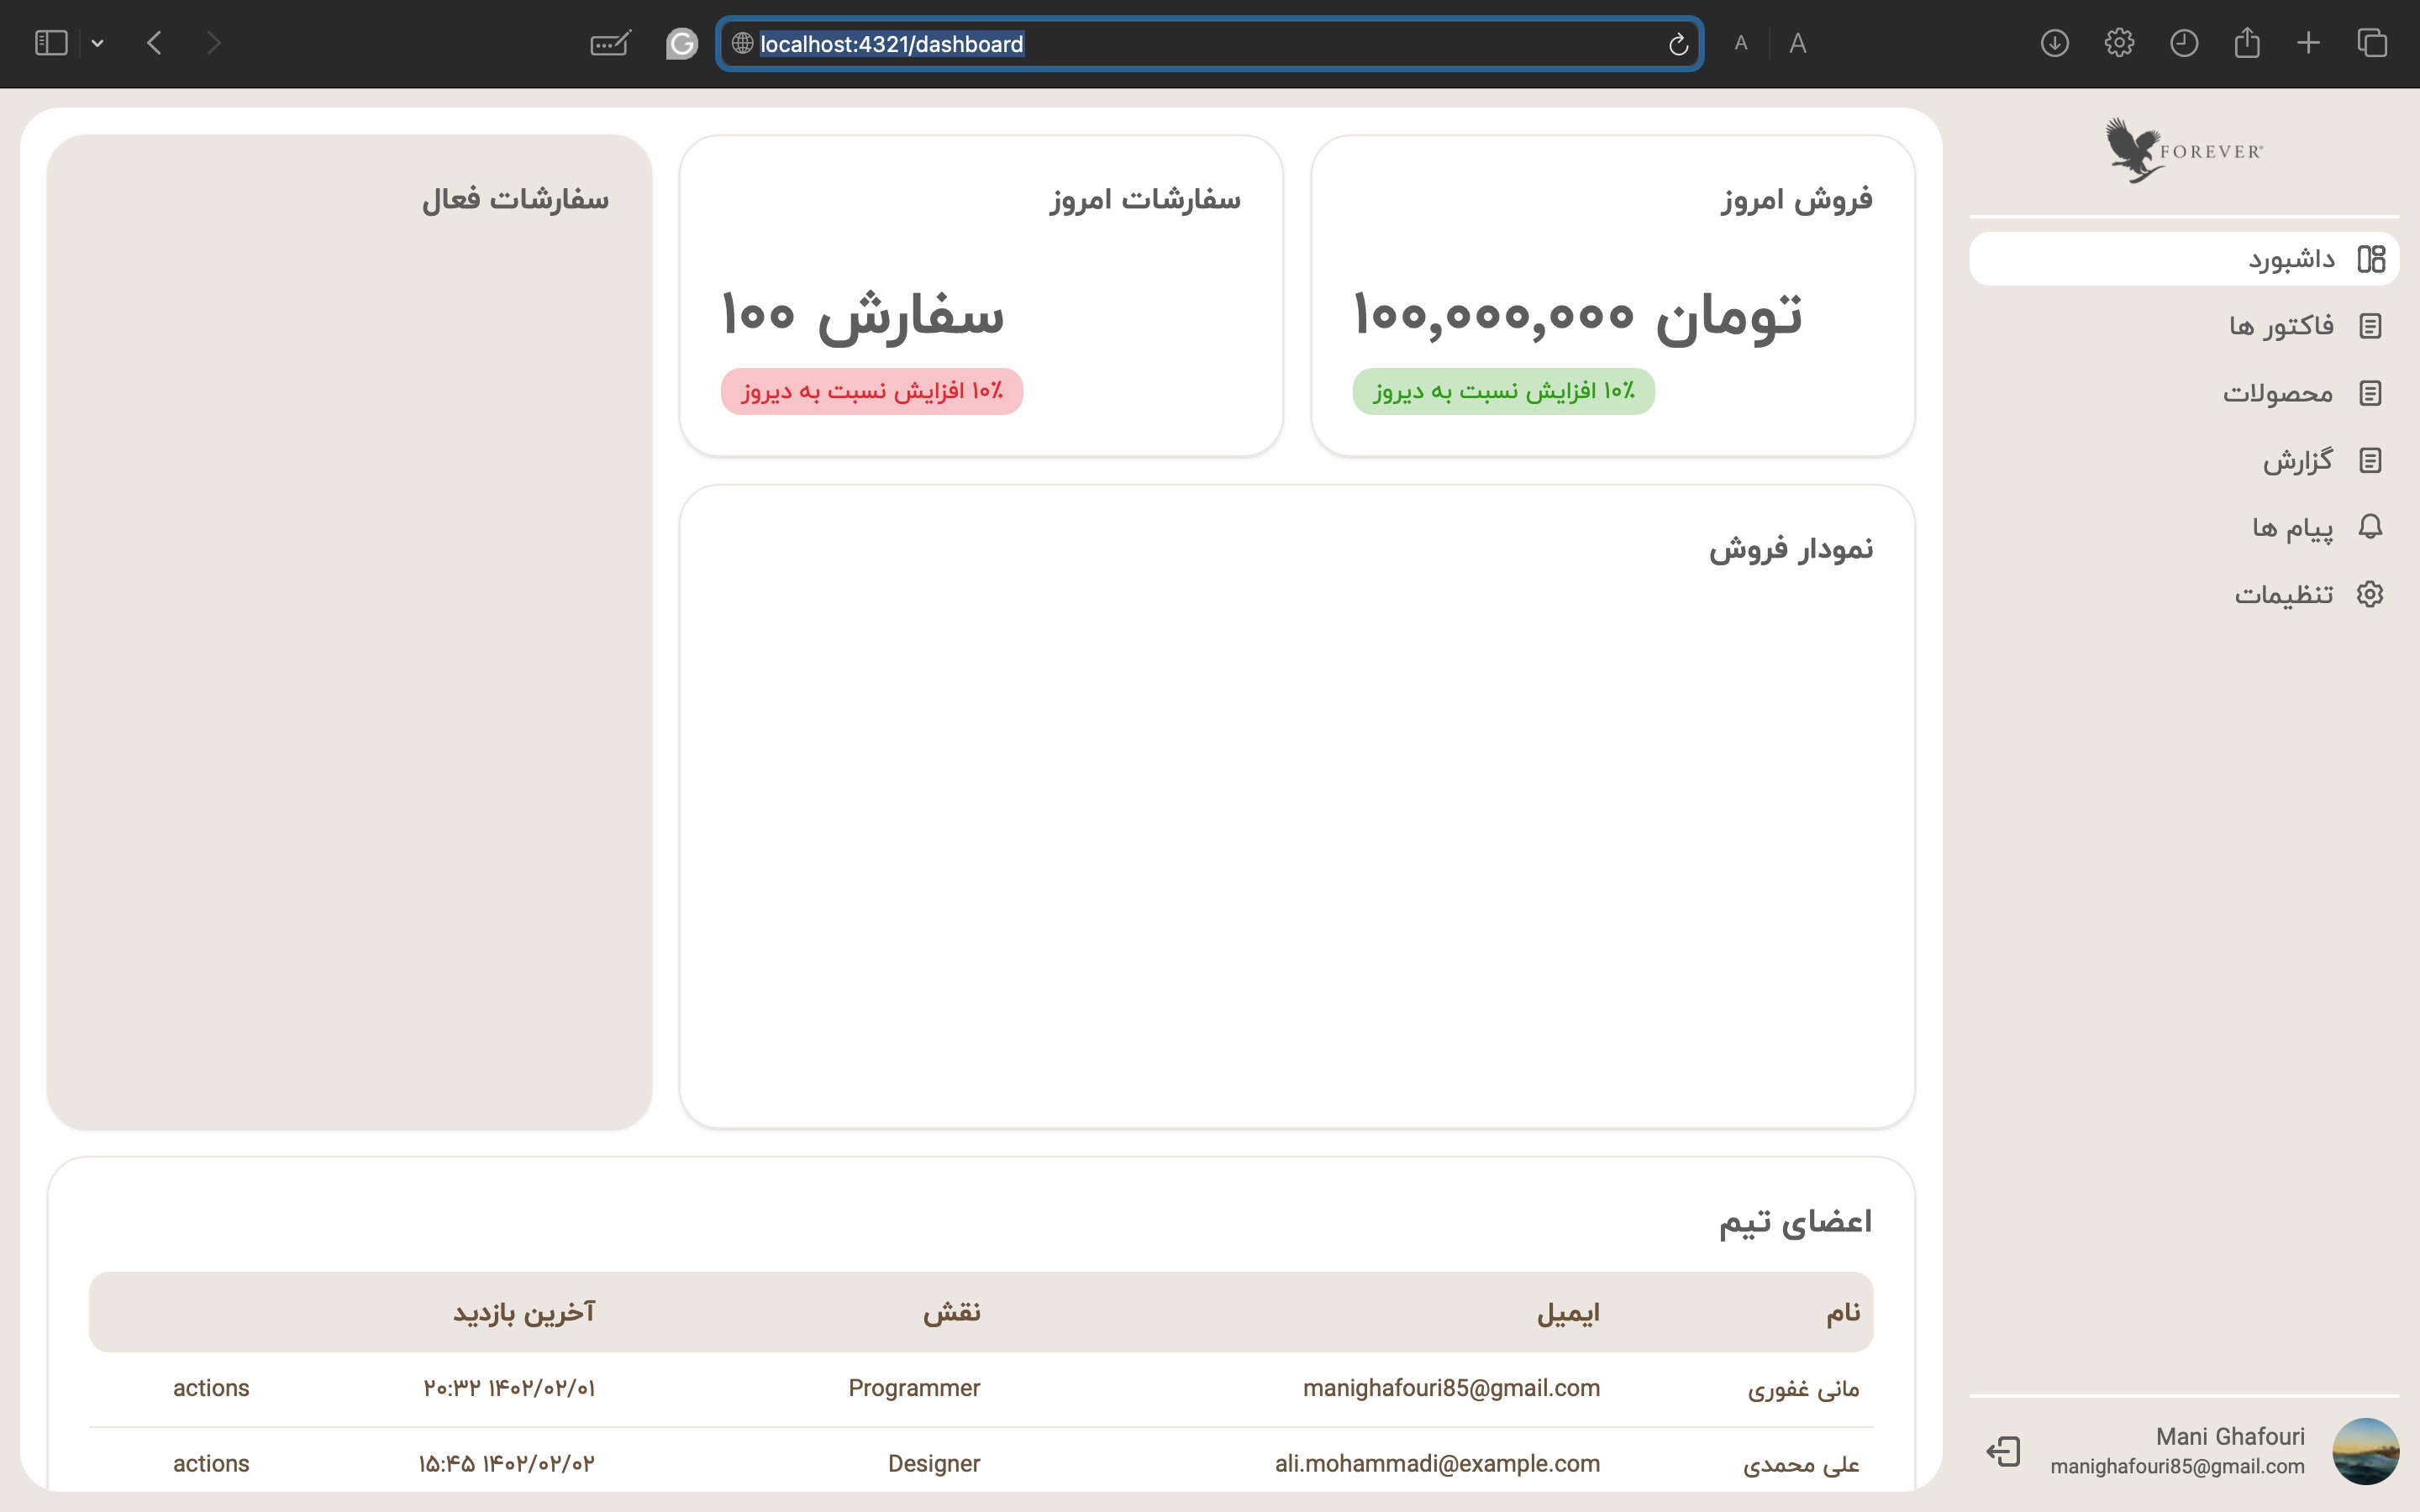 localhost:4321/dashboard
A
A
FOREVER®
داشبورد
فاکتور ها
محصولات
گزارش
پیام ها
تنظیمات
Mani Ghafouri
manighafouri85@gmail.com
فروش امروز
۱۰۰,۰۰۰,۰۰۰ تومان
۱۰٪ افزایش نسبت به دیروز
سفارشات امروز
۱۰۰ سفارش
۱۰٪ افزایش نسبت به دیروز
سفارشات فعال
نمودار فروش
اعضای تیم
نام ایمیل نقش آخرین بازدید
مانی غفوری manighafouri85@gmail.com Programmer ۱۴۰۲/۰۲/۰۱ ۲۰:۳۲ actions
علی محمدی ali.mohammadi@example.com Designer ۱۴۰۲/۰۲/۰۲ ۱۵:۴۵ actions